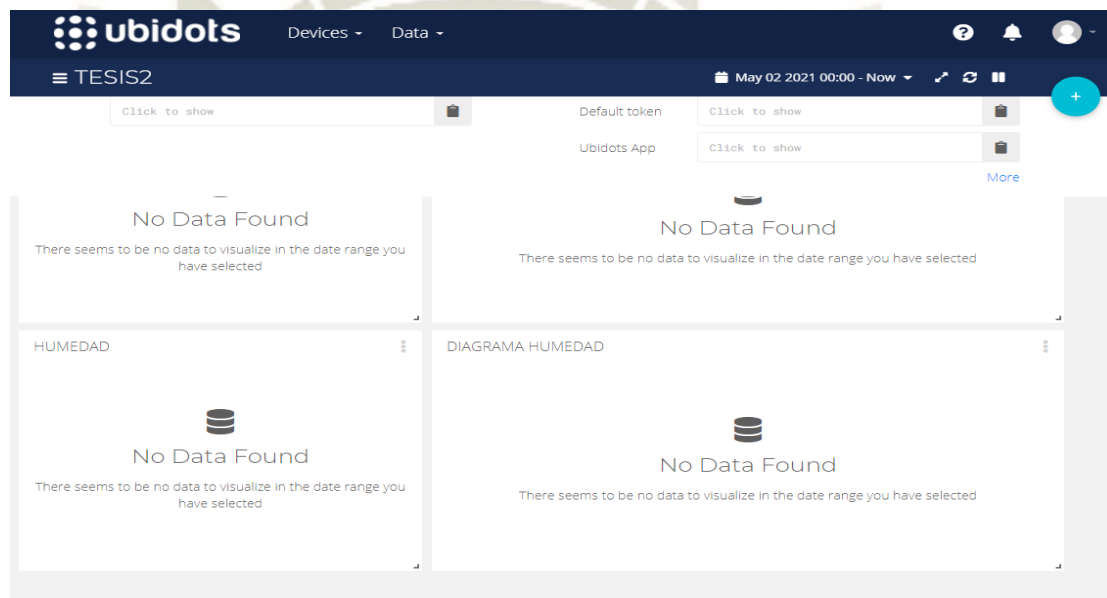 ubidots Devices Data
TESIS2 May 02 2021 00:00 - Now
+
Click to show Default token Click to show
Ubidots App Click to show
More
No Data Found
There seems to be no data to visualize in the date range you
have selected
No Data Found
There seems to be no data to visualize in the date range you have selected
HUMEDAD
No Data Found
There seems to be no data to visualize in the date range you
have selected
DIAGRAMA HUMEDAD
No Data Found
There seems to be no data to visualize in the date range you have selected